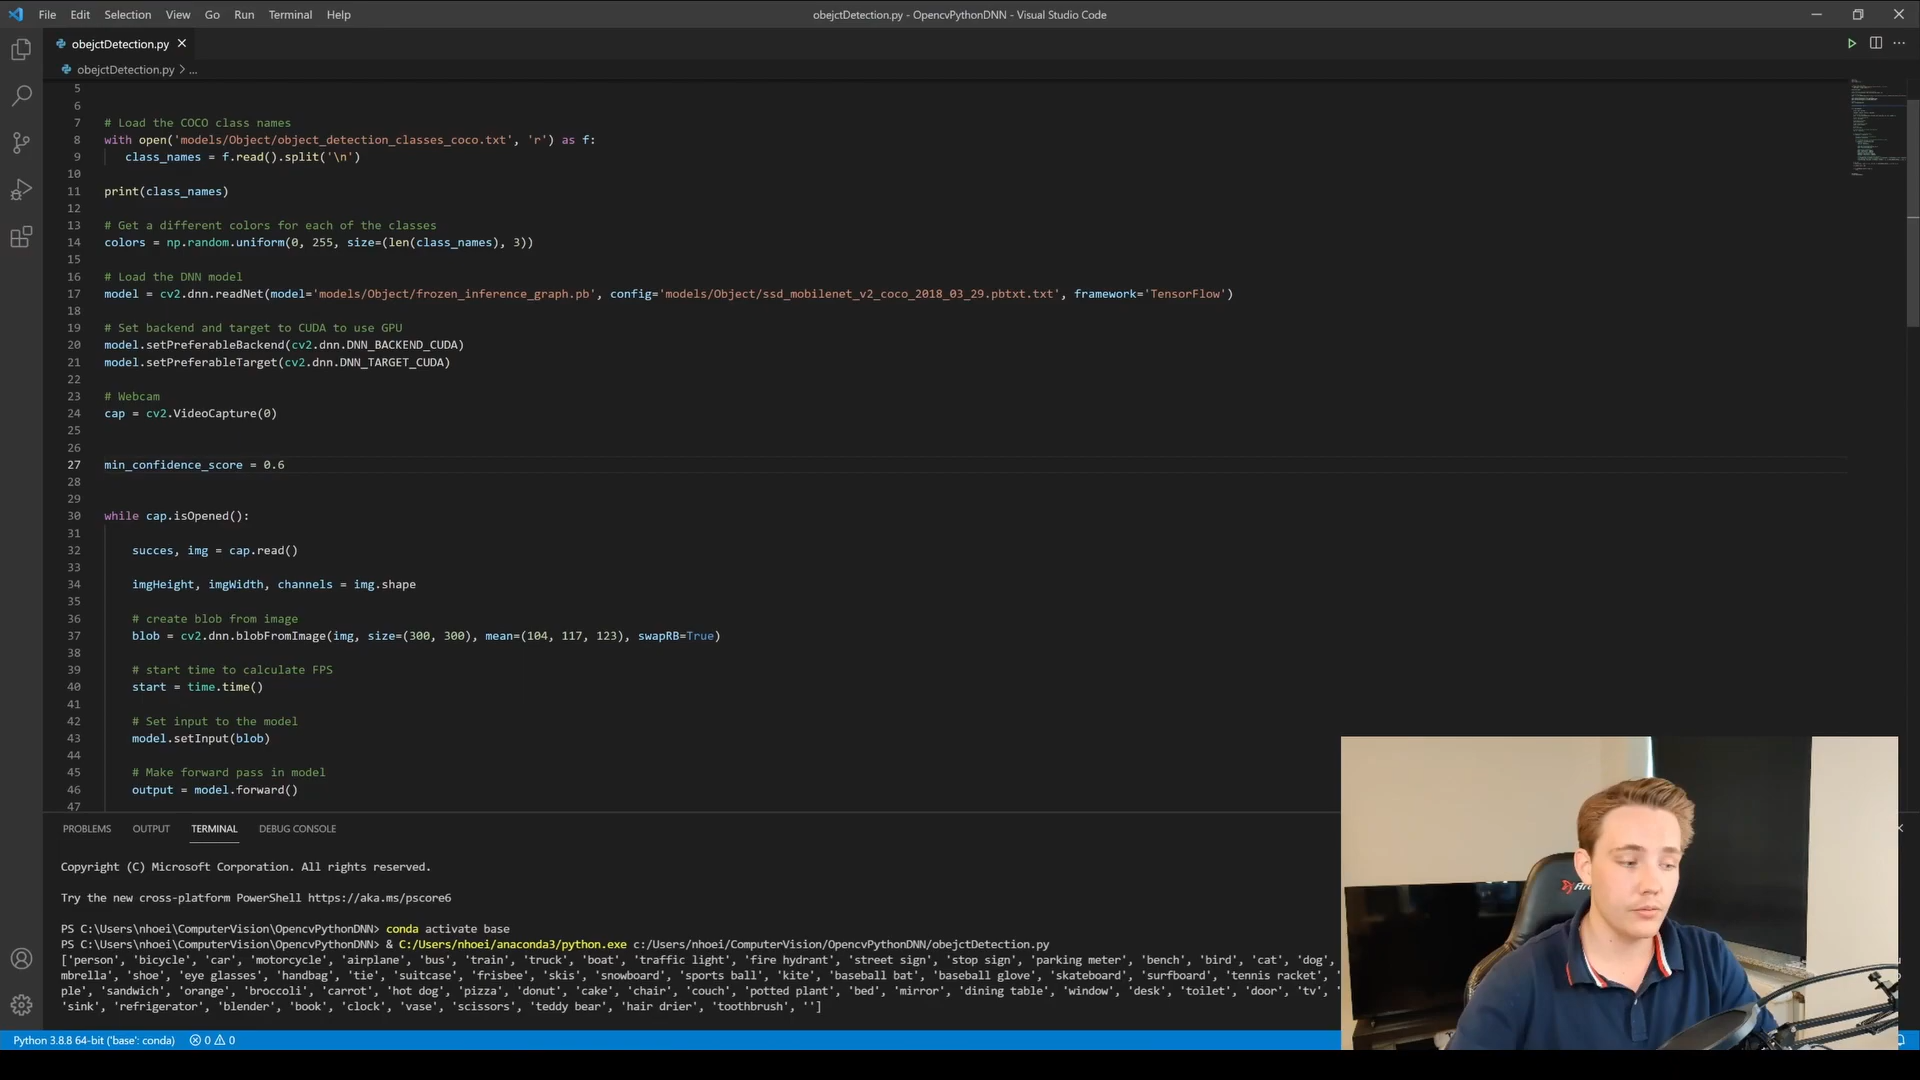 File Edit Selection View Go Run Terminal Help
obejctDetection.py - OpencvPythonDNN - Visual Studio Code
obejctDetection.py
obejctDetection.py > ...
5
6
7 # Load the COCO class names
8 with open('models/Object/object_detection_classes_coco.txt', 'r') as f:
9 class_names = f.read().split('\n')
10
11 print(class_names)
12
13 # Get a different colors for each of the classes
14 colors = np.random.uniform(0, 255, size=(len(class_names), 3))
15
16 # Load the DNN model
17 model = cv2.dnn.readNet(model='models/Object/frozen_inference_graph.pb', config='models/Object/ssd_mobilenet_v2_coco_2018_03_29.pbtxt.txt', framework='TensorFlow')
18
19 # Set backend and target to CUDA to use GPU
20 model.setPreferableBackend(cv2.dnn.DNN_BACKEND_CUDA)
21 model.setPreferableTarget(cv2.dnn.DNN_TARGET_CUDA)
22
23 # Webcam
24 cap = cv2.VideoCapture(0)
25
26
27 min_confidence_score = 0.6
28
29
30 while cap.isOpened():
31
32 succes, img = cap.read()
33
34 imgHeight, imgWidth, channels = img.shape
35
36 # create blob from image
37 blob = cv2.dnn.blobFromImage(img, size=(300, 300), mean=(104, 117, 123), swapRB=True)
38
39 # start time to calculate FPS
40 start = time.time()
41
42 # Set input to the model
43 model.setInput(blob)
44
45 # Make forward pass in model
46 output = model.forward()
47
PROBLEMS OUTPUT TERMINAL DEBUG CONSOLE
Copyright (C) Microsoft Corporation. All rights reserved.
Try the new cross-platform PowerShell https://aka.ms/pscore6
PS C:\Users\nhoei\ComputerVision\OpencvPythonDNN> conda activate base
PS C:\Users\nhoei\ComputerVision\OpencvPythonDNN> & C:/Users/nhoei/anaconda3/python.exe c:/Users/nhoei/ComputerVision/OpencvPythonDNN/obejctDetection.py
['person', 'bicycle', 'car', 'motorcycle', 'airplane', 'bus', 'train', 'truck', 'boat', 'traffic light', 'fire hydrant', 'street sign', 'stop sign', 'parking meter', 'bench', 'bird', 'cat', 'dog',
mbrella', 'shoe', 'eye glasses', 'handbag', 'tie', 'suitcase', 'frisbee', 'skis', 'snowboard', 'sports ball', 'kite', 'baseball bat', 'baseball glove', 'skateboard', 'surfboard', 'tennis racket', '
ple', 'sandwich', 'orange', 'broccoli', 'carrot', 'hot dog', 'pizza', 'donut', 'cake', 'chair', 'couch', 'potted plant', 'bed', 'mirror', 'dining table', 'window', 'desk', 'toilet', 'door', 'tv', '
'sink', 'refrigerator', 'blender', 'book', 'clock', 'vase', 'scissors', 'teddy bear', 'hair drier', 'toothbrush', '']
Python 3.8.8 64-bit ('base': conda) 0 0